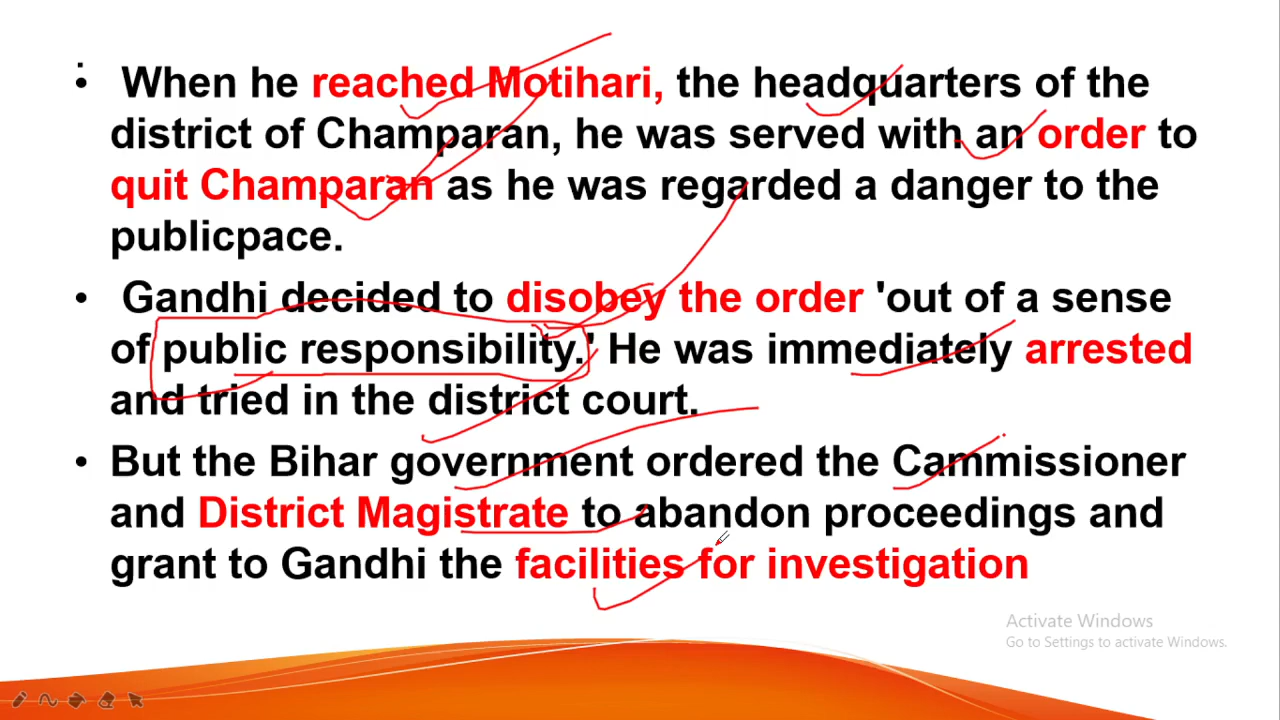 • When he reached Motihari, the headquarters of the
district of Champaran, he was served with an order to
quit Champaran as he was regarded a danger to the
publicpace.
• Gandhi decided to disobey the order 'out of a sense
of public responsibility.' He was immediately arrested
and tried in the district court.
• But the Bihar government ordered the Cammissioner
and District Magistrate to abandon proceedings and
grant to Gandhi the facilities for investigation
Activate Windows
Go to Settings to activate Windows.